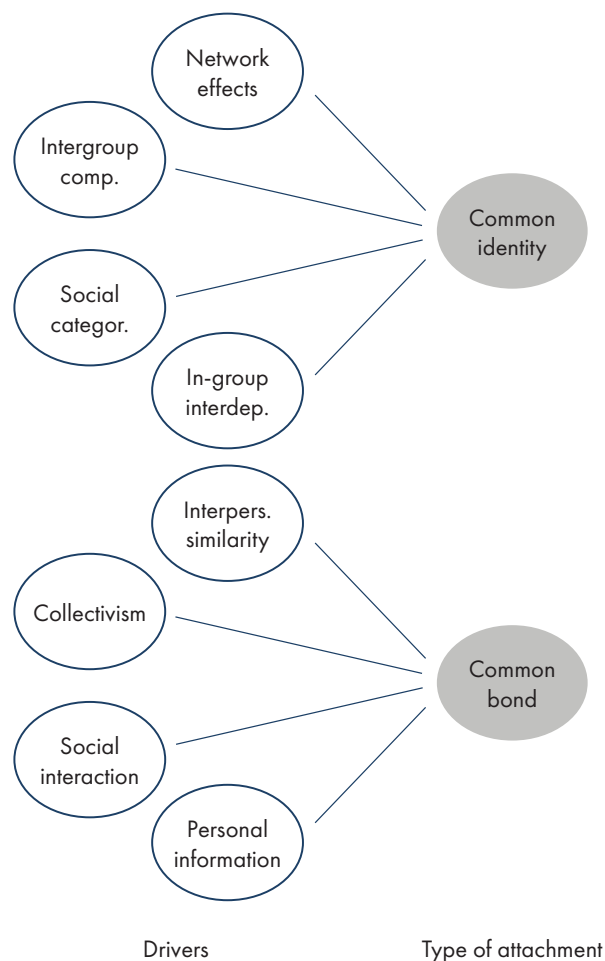 Network
effects
Intergroup
comp.
Common
identity
Social
categor.
In-group
interdep.
Interpers.
similarity
Collectivism
Common
bond
Social
interaction
Personal
information
Drivers
Type of attachment